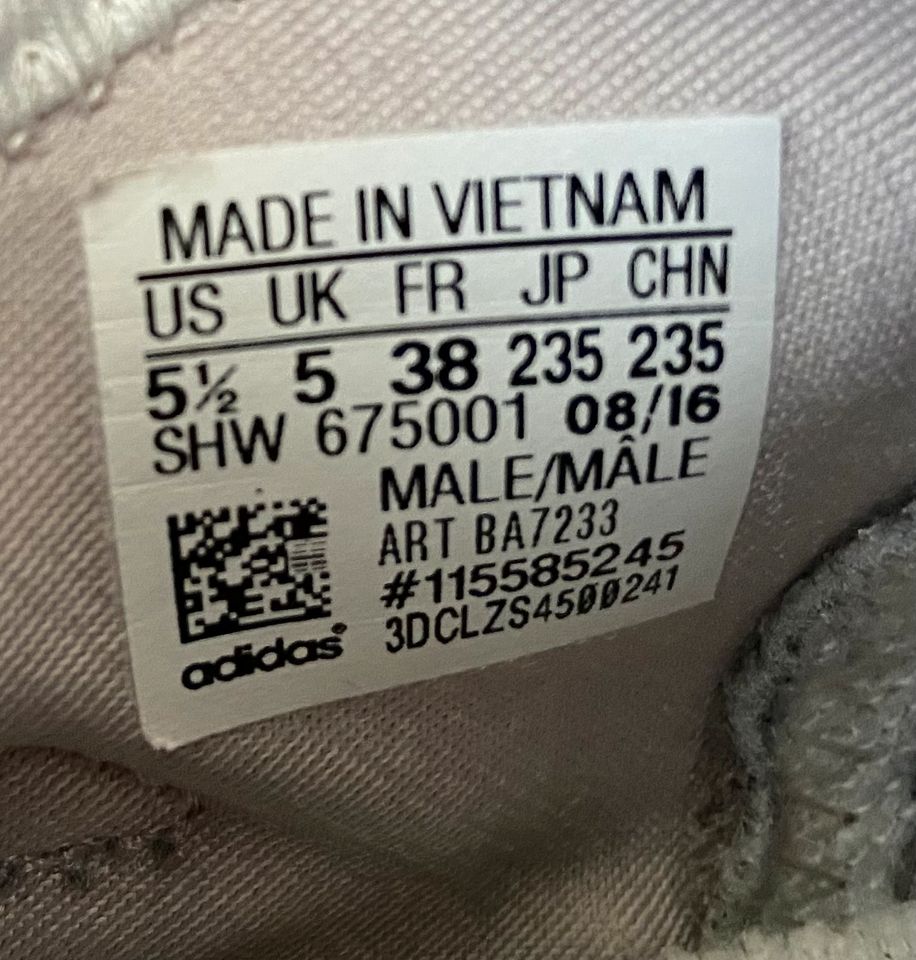 MADE IN VIETNAM
US UK FR JP CHN
5½ 5 38 235 235
SHW 675001 08/16
MALE/MÂLE
ART BA7233
#115585245
3DCLZS4500241
adidas®